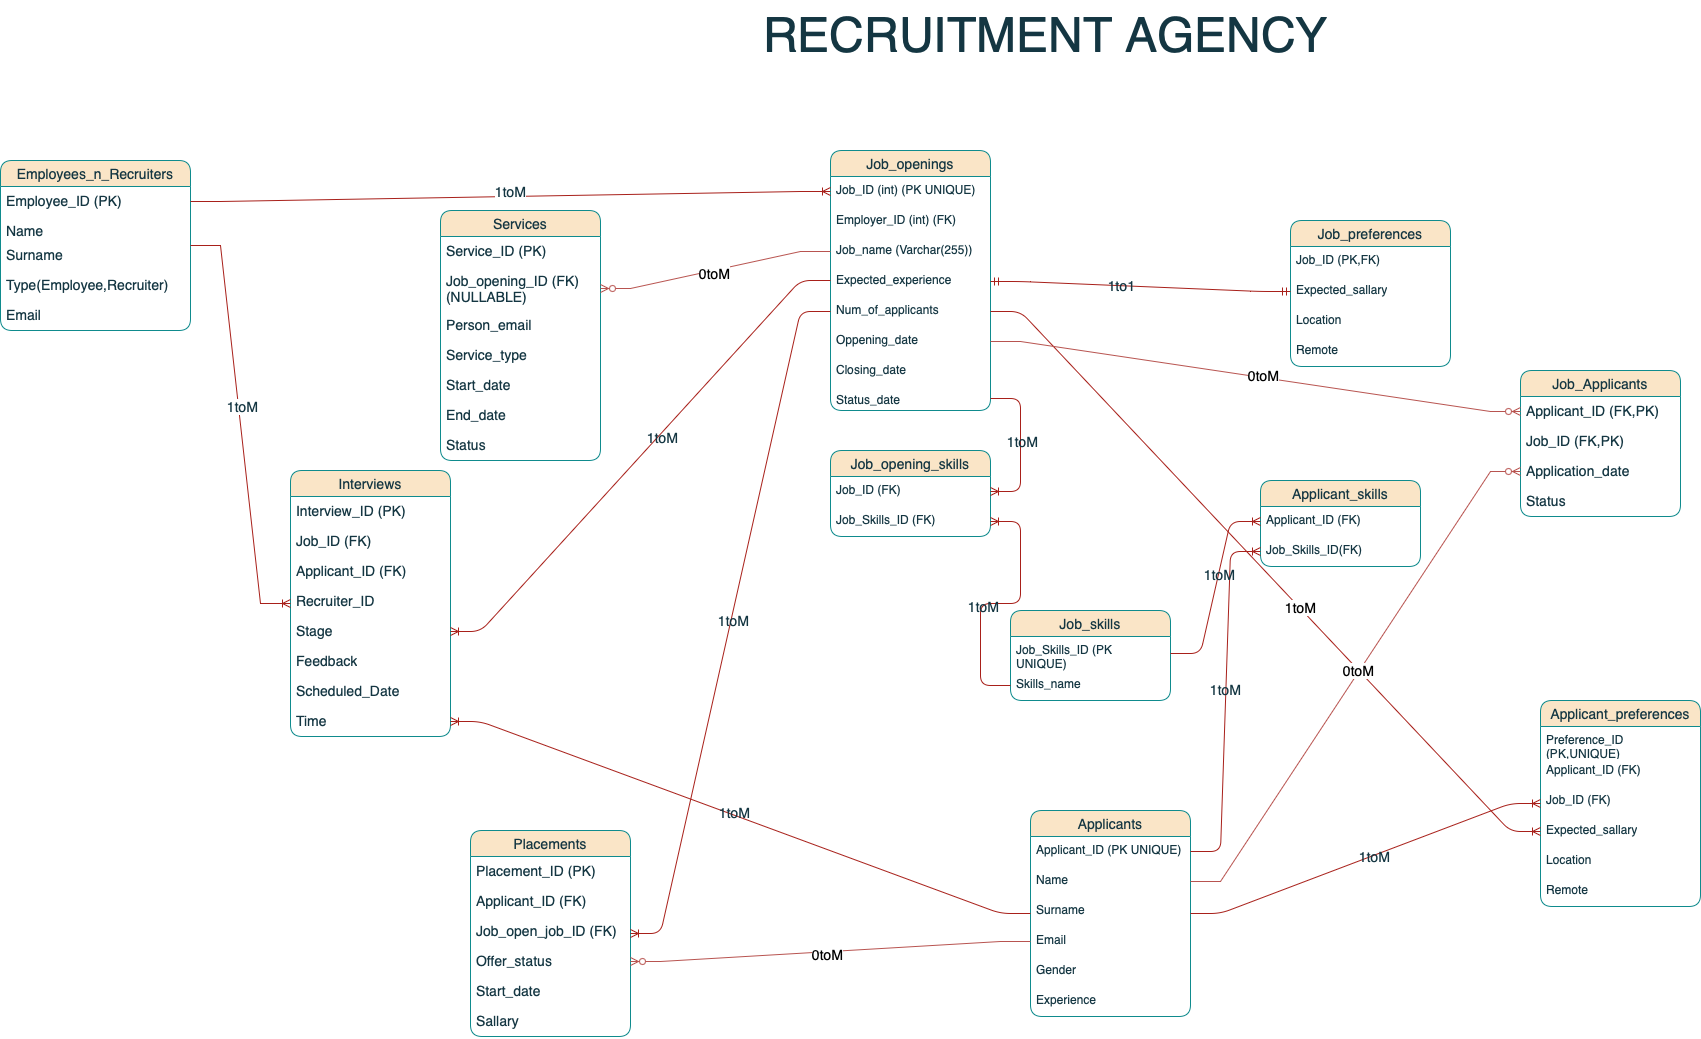 RECRUITMENT AGENCY
Employees_n_Recruiters
Employee_ID (PK)
Name
Surname
Type(Employee,Recruiter)
Email
1toM
Services
Service_ID (PK)
Job_opening_ID (FK)
(NULLABLE)
Person_email
Service_type
Start_date
End_date
Status
0toM
Job_openings
Job_ID (int) (PK UNIQUE)
Employer_ID (int) (FK)
Job_name (Varchar(255))
Expected_experience
Num_of_applicants
Oppening_date
Closing_date
Status_date
1to1
Job_preferences
Job_ID (PK,FK)
Expected_sallary
Location
Remote
0toM
Job_Applicants
Applicant_ID (FK,PK)
Job_ID (FK,PK)
Application_date
Status
1toM
1toM
1toM
Interviews
Interview_ID (PK)
Job_ID (FK)
Applicant_ID (FK)
Recruiter_ID
Stage
Feedback
Scheduled_Date
Time
Job_opening_skills
Job_ID (FK)
Job_Skills_ID (FK)
Applicant_skills
Applicant_ID (FK)
Job_Skills_ID(FK)
1toM
1toM
1toM
1toM
Job_skills
Job_Skills_ID (PK
UNIQUE)
Skills_name
0toM
1toM
Applicant_preferences
Preference_ID
(PK,UNIQUE)
Applicant_ID (FK)
Job_ID (FK)
Expected_sallary
Location
Remote
1toM
1toM
Placements
Placement_ID (PK)
Applicant_ID (FK)
Job_open_job_ID (FK)
Offer_status
Start_date
Sallary
0toM
Applicants
Applicant_ID (PK UNIQUE)
Name
Surname
Email
Gender
Experience